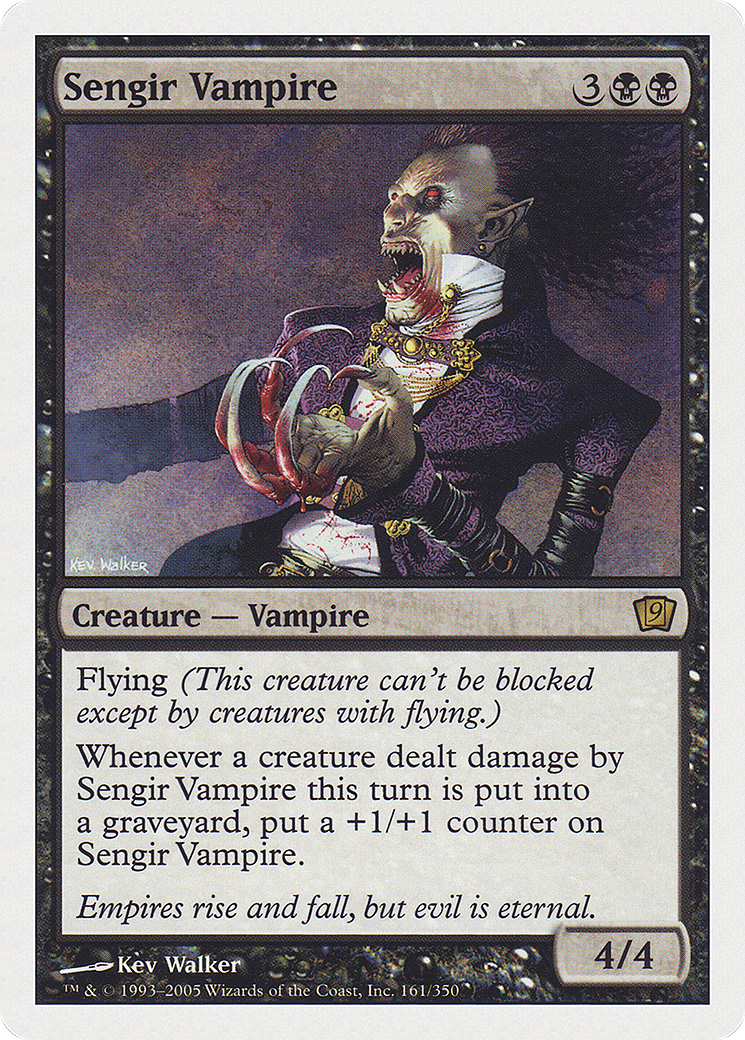 Sengir Vampire 3
Kev. Walker
Creature — Vampire 9
Flying (This creature can't be blocked
except by creatures with flying.)
Whenever a creature dealt damage by
Sengir Vampire this turn is put into
a graveyard, put a +1/+1 counter on
Sengir Vampire.
Empires rise and fall, but evil is eternal.
4/4
Kev Walker
™ & © 1993–2005 Wizards of the Coast, Inc. 161/350